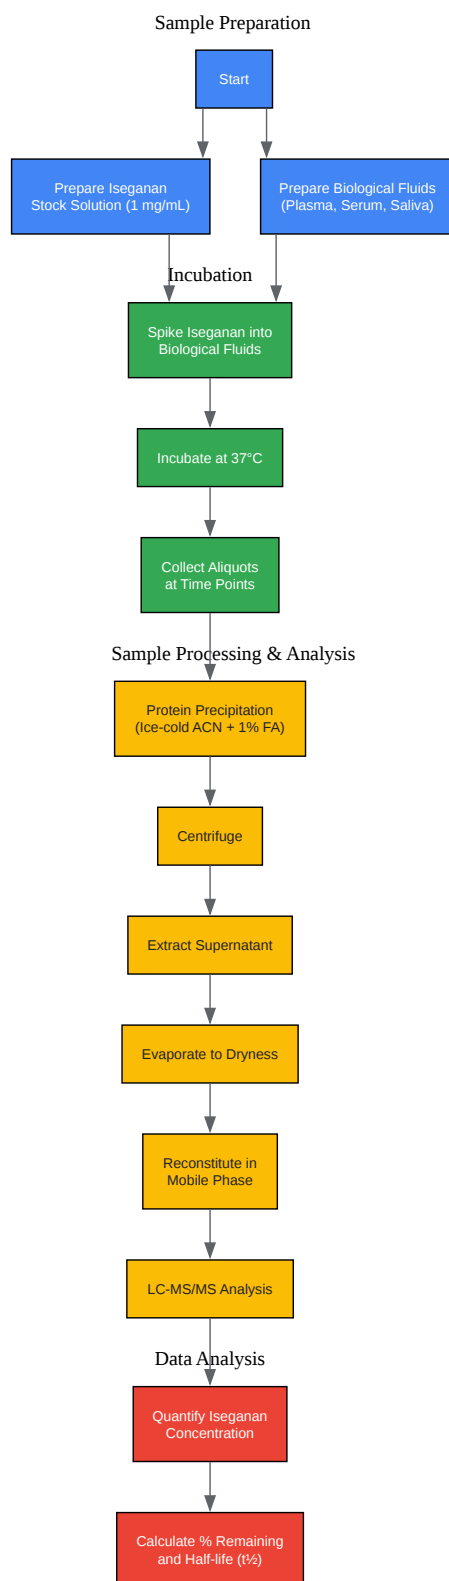 Sample Preparation
Start
Prepare Iseganan
Stock Solution (1 mg/mL)
Prepare Biological Fluids
(Plasma, Serum, Saliva)
Incubation
Spike Iseganan into
Biological Fluids
Incubate at 37°C
Collect Aliquots
at Time Points
Sample Processing & Analysis
Protein Precipitation
(Ice-cold ACN + 1% FA)
Centrifuge
Extract Supernatant
Evaporate to Dryness
Reconstitute in
Mobile Phase
LC-MS/MS Analysis
Data Analysis
Quantify Iseganan
Concentration
Calculate % Remaining
and Half-life (t½)